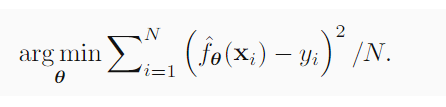 arg min_θ ∑_{i=1}^{N} ( f̂_θ(x_i) − y_i )^2 /N.